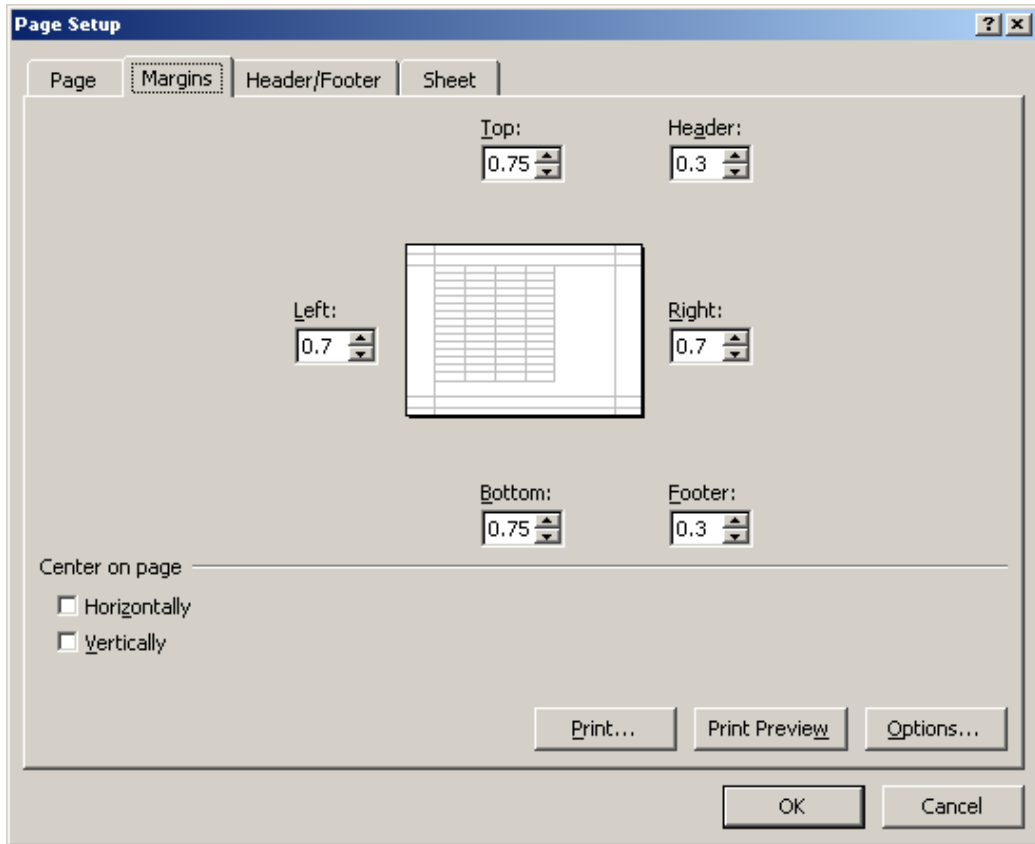 Page Setup
Page Margins Header/Footer Sheet
Top: Header:
0.75 0.3
Left: Right:
0.7 0.7
Bottom: Footer:
0.75 0.3
Center on page
Horizontally
Vertically
Print... Print Preview Options...
OK Cancel